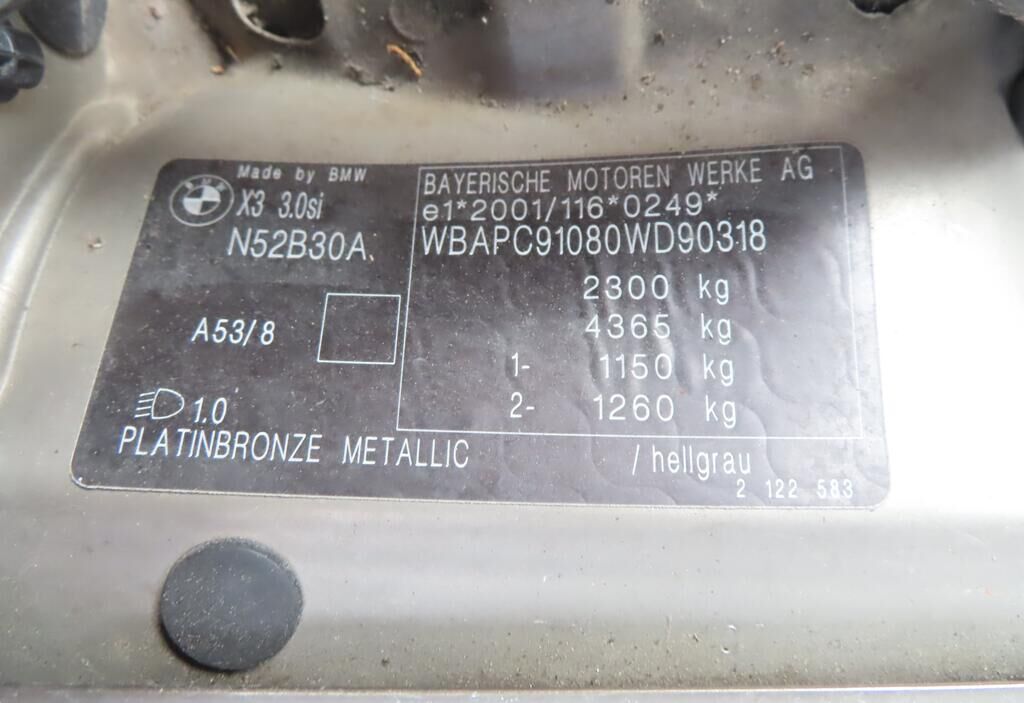 Made by BMW
X3 3.0si
N52B30A
A53/8
1.0
PLATINBRONZE METALLIC
BAYERISCHE MOTOREN WERKE AG
e1*2001/116*0249*
WBAPC91080WD90318
2300 kg
4365 kg
1- 1150 kg
2- 1260 kg
/ hellgrau
2 122 583